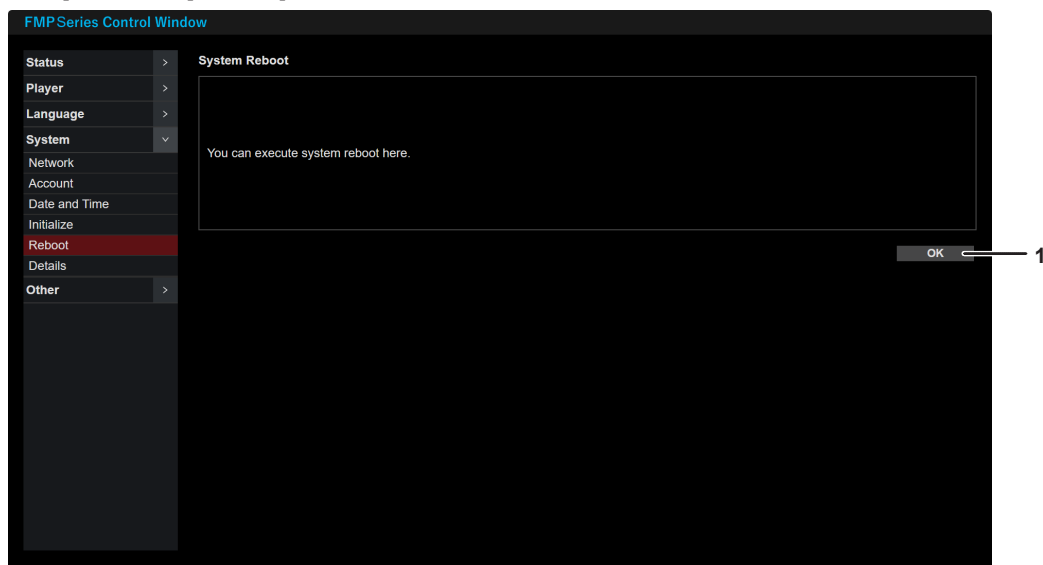 FMP Series Control Window
Status >
System Reboot
Player >
Language >
System
You can execute system reboot here.
Network
Account
Date and Time
Initialize
Reboot
OK
1
Details
Other >